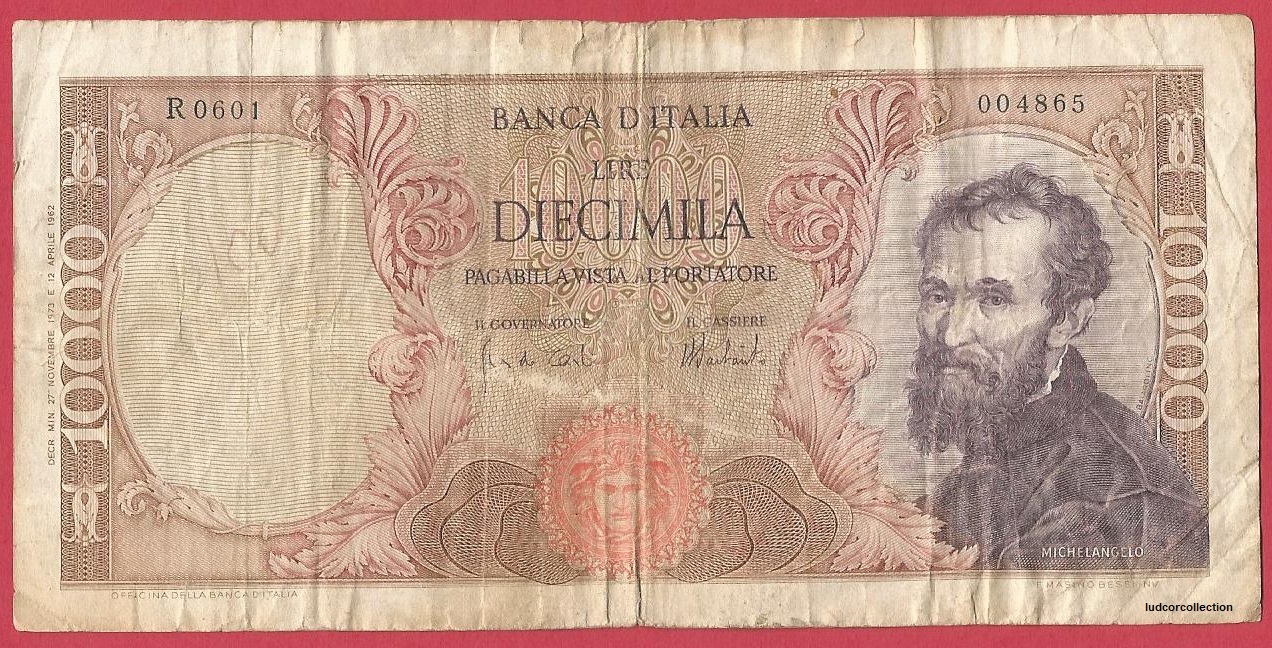 R 0601
004865
BANCA D'ITALIA
LIRE
10000
DIECIMILA
PAGABILI A VISTA AL PORTATORE
IL GOVERNATORE
IL CASSIERE
10000
10000
DECR. MIN. 27 NOVEMBRE 1973 E 12 APRILE 1962
MICHELANGELO
OFFICINA DELLA BANCA D'ITALIA
INV.
ludcorcollection